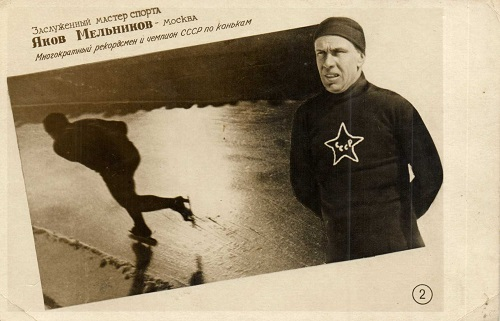 Заслуженный мастер спорта
Яков Мельников - Москва
Многократный рекордсмен и чемпион СССР по конькам
СССР
2